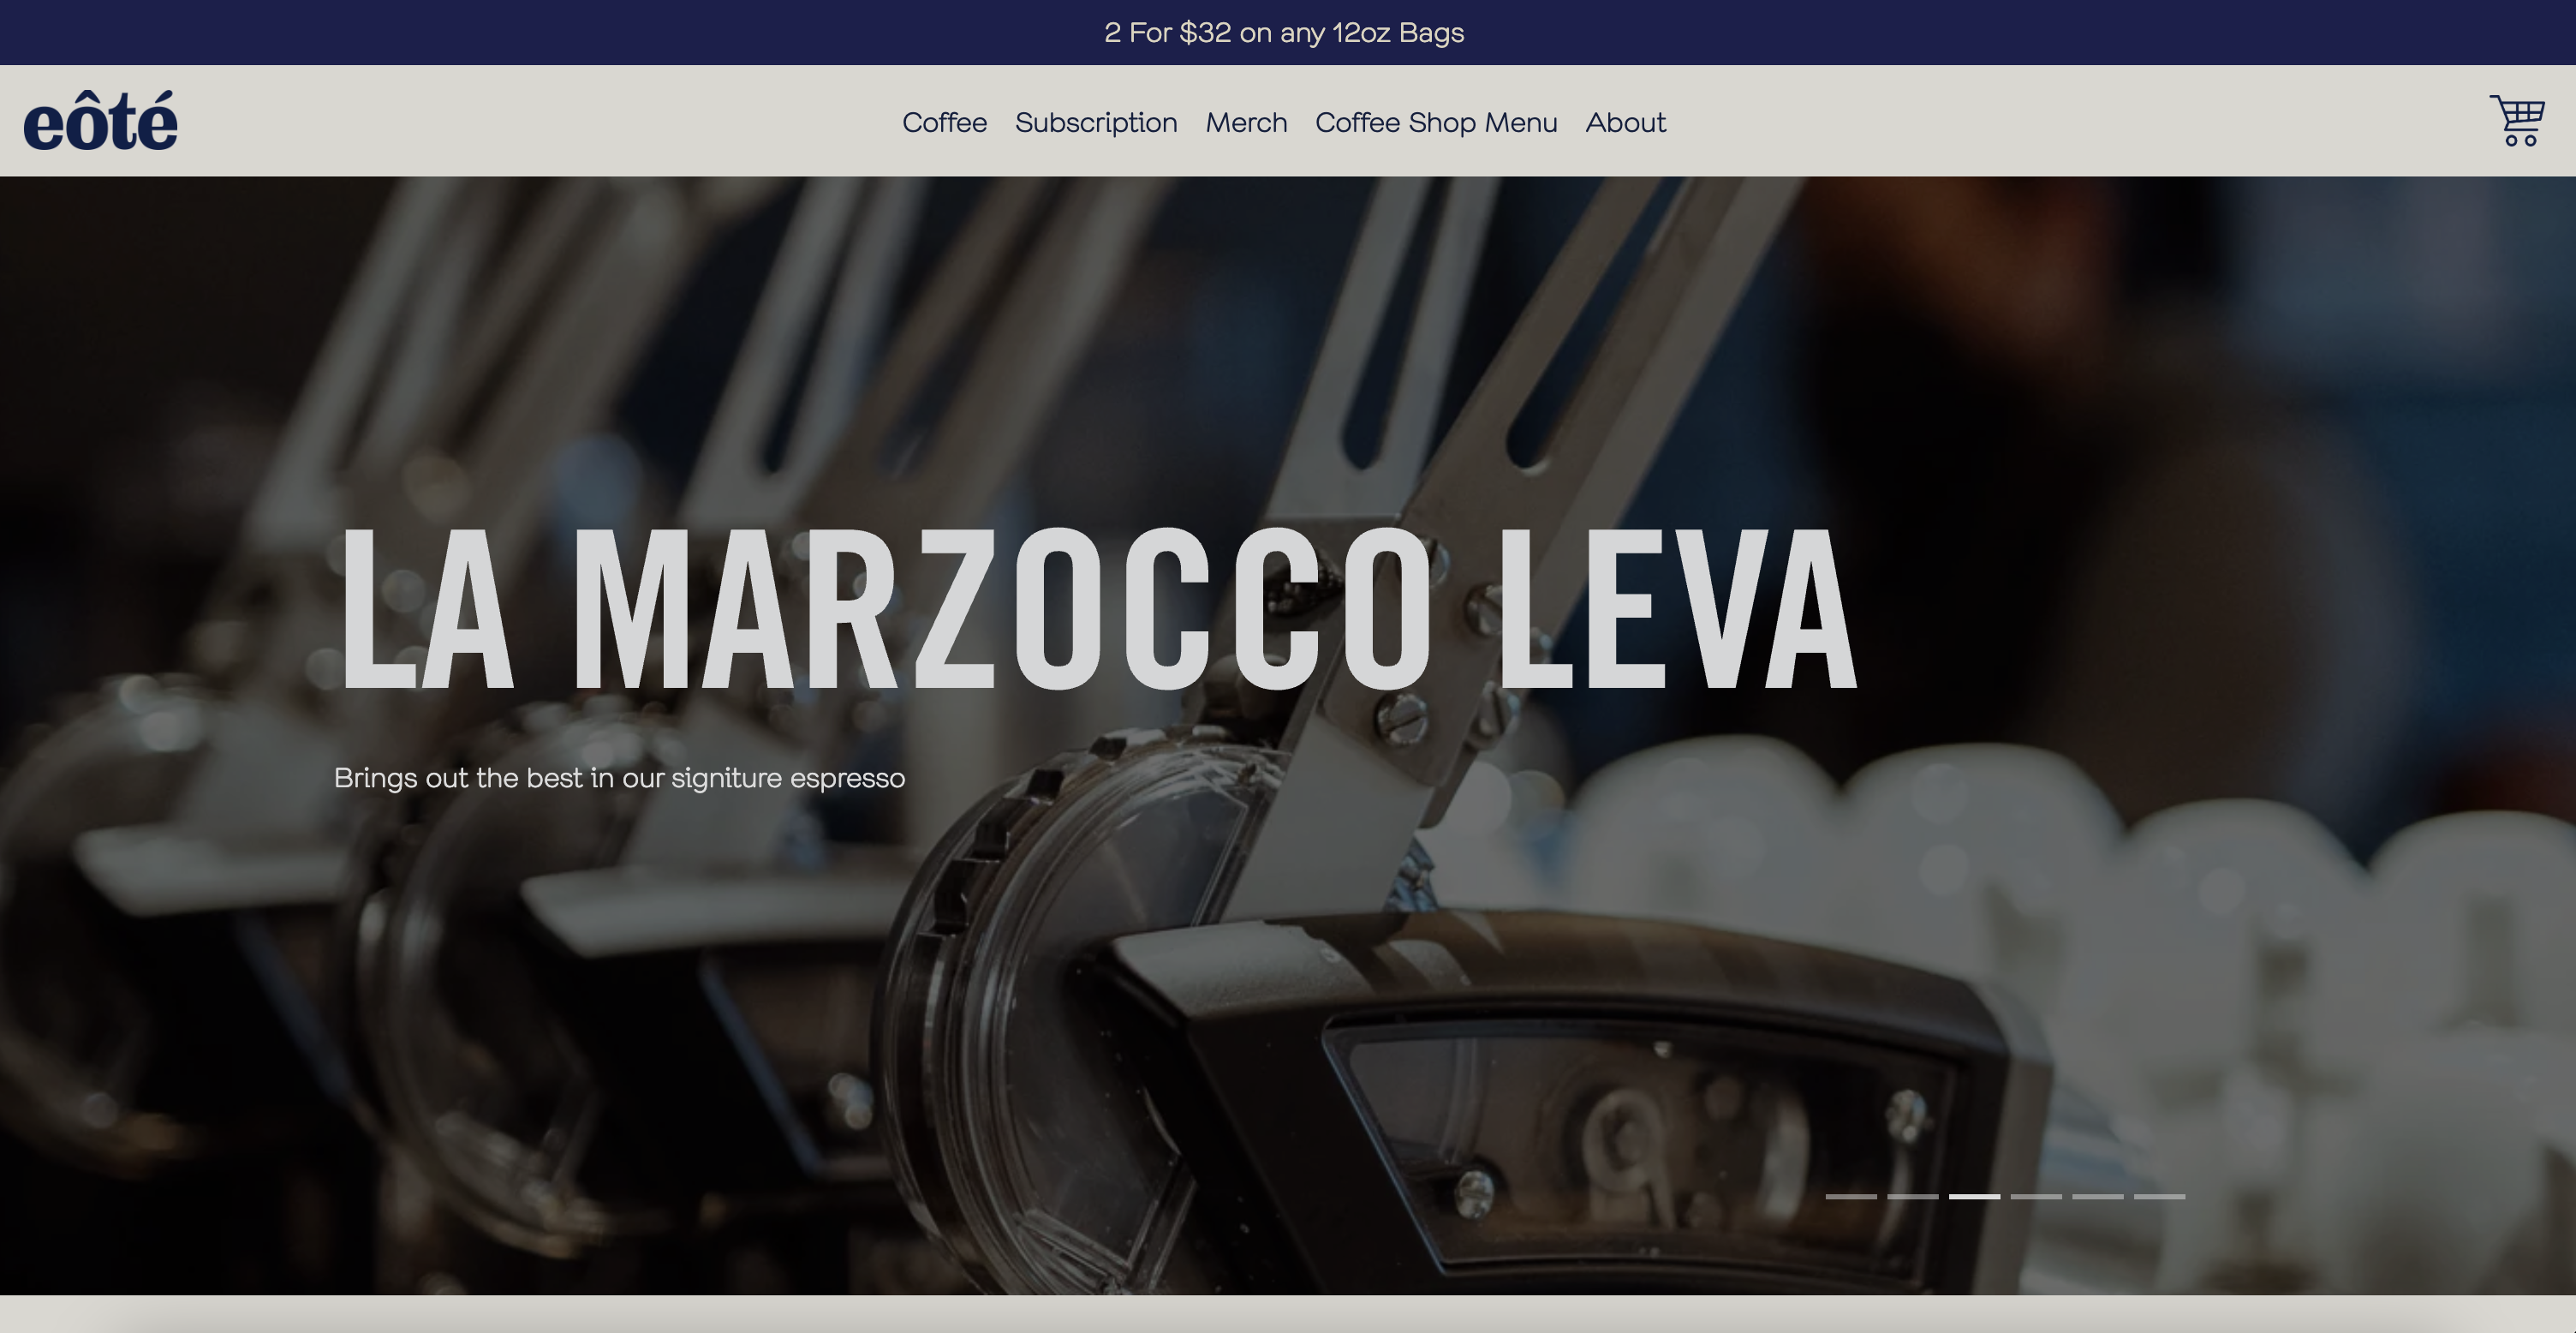 2 For $32 on any 12oz Bags
eôté
Coffee Subscription Merch Coffee Shop Menu About
LA MARZOCCO LEVA
Brings out the best in our signiture espresso